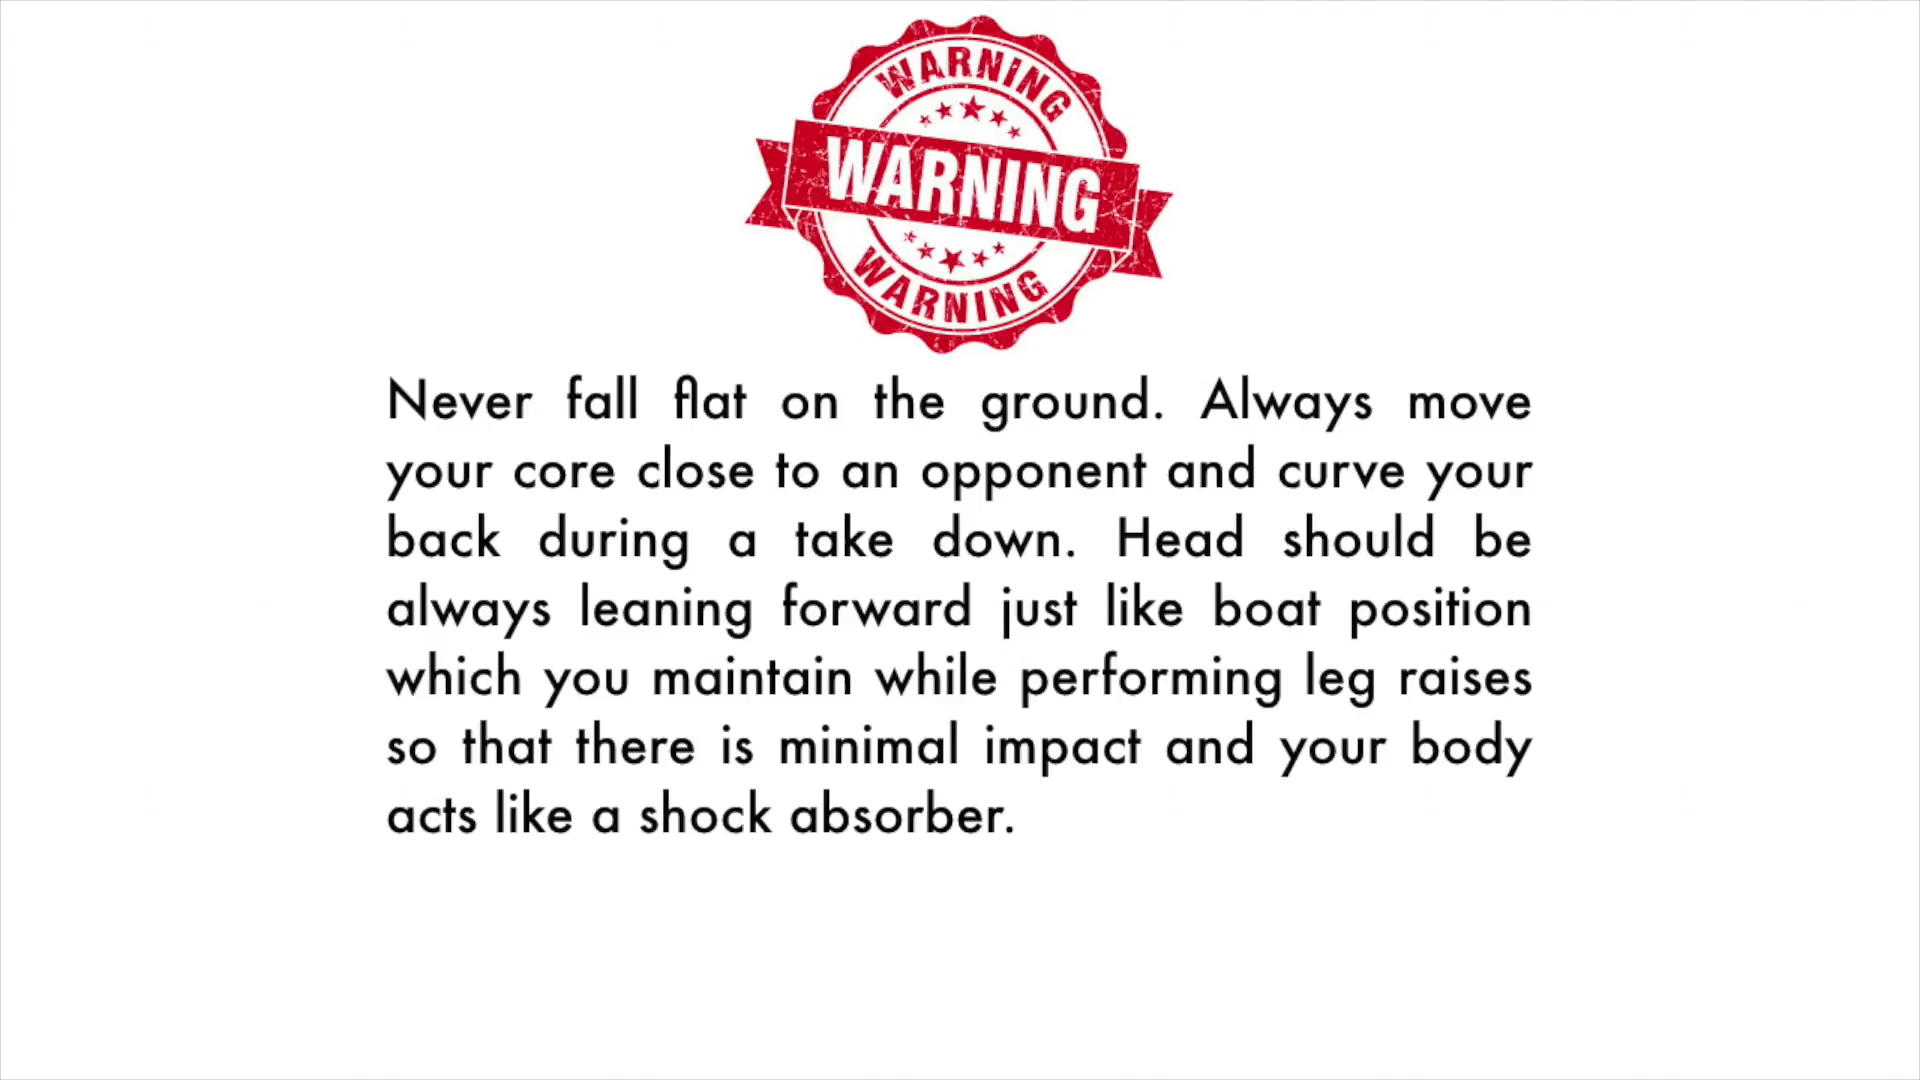 WARNING
WARNING
WARNING
Never fall flat on the ground. Always move
your core close to an opponent and curve your
back during a take down. Head should be
always leaning forward just like boat position
which you maintain while performing leg raises
so that there is minimal impact and your body
acts like a shock absorber.